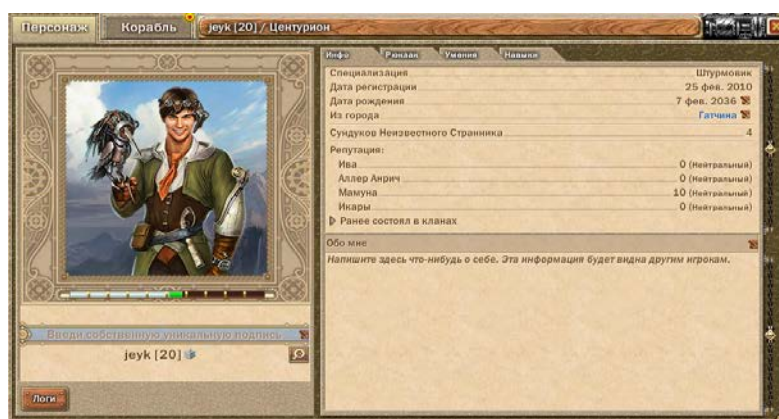 Персонаж
Корабль
jeyk [20] / Центурион
Инфо Рюкзак Умения Навыки
Специализация Штурмовик
Дата регистрации 25 фев. 2010
Дата рождения 7 фев. 2036
Из города Гатчина
Сундуков Неизвестного Странника 4
Репутация:
Ива 0 (Нейтральный)
Аллер Анрич 0 (Нейтральный)
Мамуна 10 (Нейтральный)
Икары 0 (Нейтральный)
Ранее состоял в кланах
Обо мне
Напишите здесь что-нибудь о себе. Эта информация будет видна другим игрокам.
Введи собственную уникальную подпись
jeyk [20]
Логи